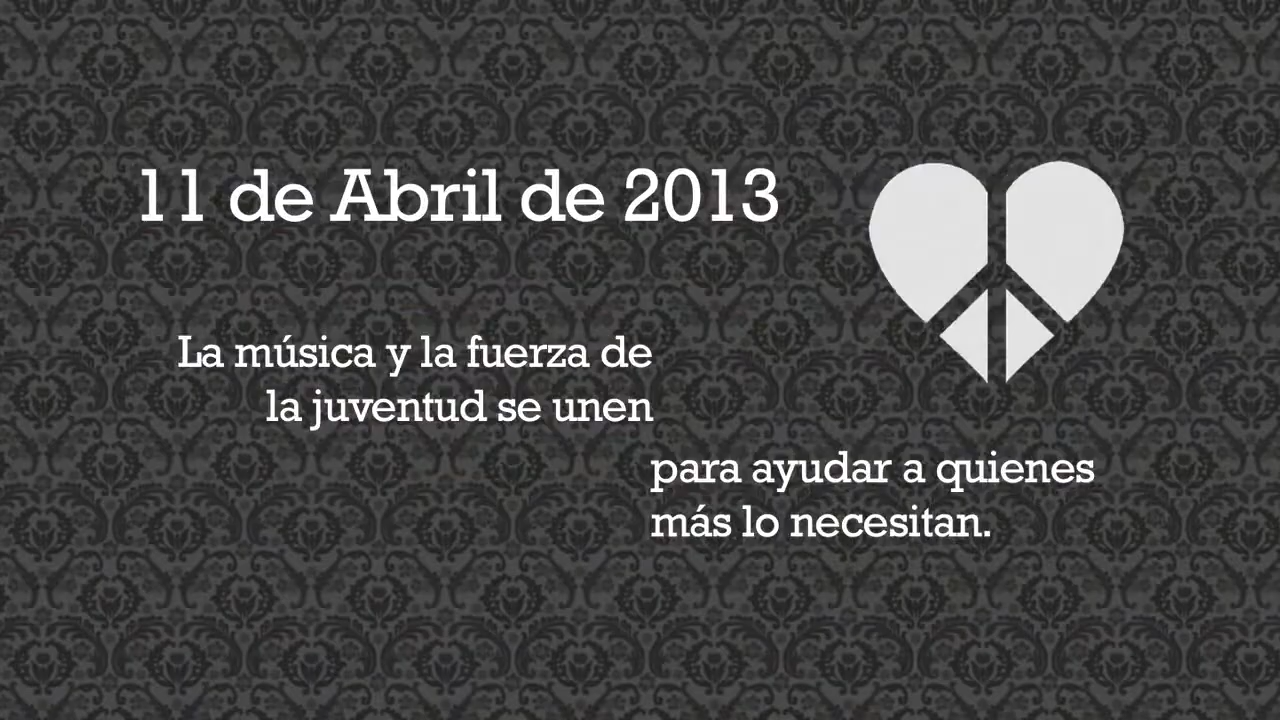 11 de Abril de 2013
La música y la fuerza de
la juventud se unen
para ayudar a quienes
más lo necesitan.